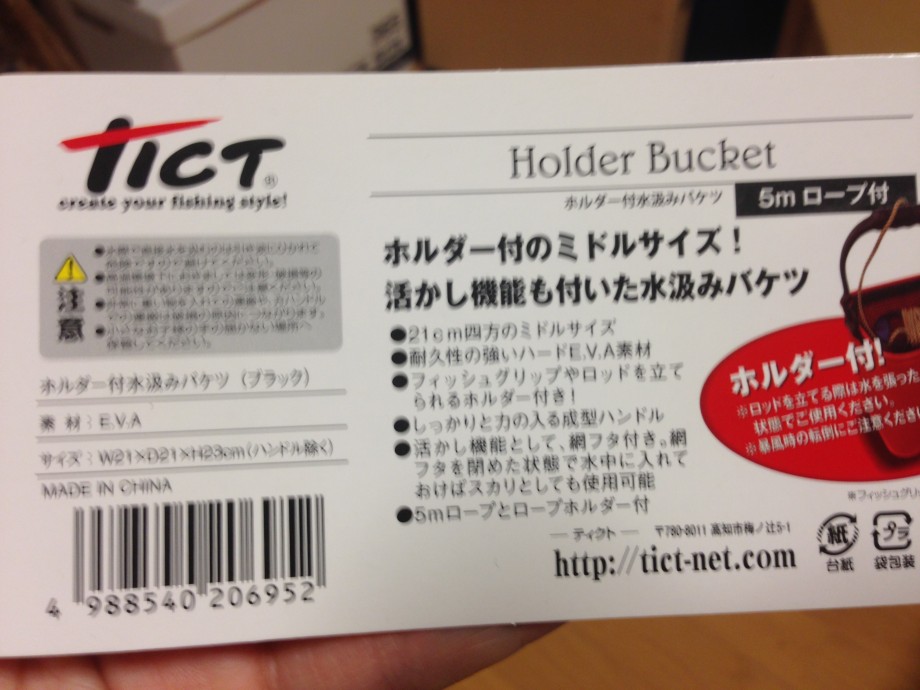 TICT®
create your fishing style!
注意
ホルダー付水汲みバケツ（ブラック）
素 材：E.V.A
サイズ：W21×D21×H23cm（ハンドル除く）
MADE IN CHINA
4 988540 206952
Holder Bucket
ホルダー付水汲みバケツ
5m ロープ付
ホルダー付のミドルサイズ！
活かし機能も付いた水汲みバケツ
●21cm四方のミドルサイズ
●耐久性の強いハードE.V.A素材
●フィッシュグリップやロッドを立て
られるホルダー付き！
●しっかりと力の入る成型ハンドル
●活かし機能として、網フタ付き。網
フタを閉めた状態で水中に入れて
おけばスカリとしても使用可能
●5mロープとロープホルダー付
ホルダー付！
※ロッドを立てる際は水を張った
状態でご使用ください。
※暴風時の転倒にご注意くださ
※フィッシュグリ
ティクト 〒780-8011 高知市梅ノ辻5-1
http://tict-net.com
紙
台紙
プラ
袋包装